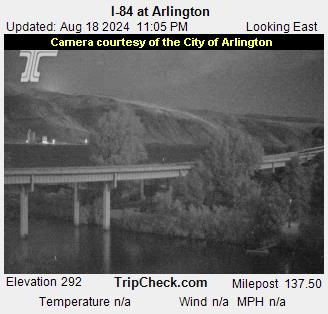 I-84 at Arlington
Updated: Aug 18 2024 11:05 PM Looking East
Camera courtesy of the City of Arlington
Elevation 292 TripCheck.com Milepost 137.50
Temperature n/a Wind n/a MPH n/a